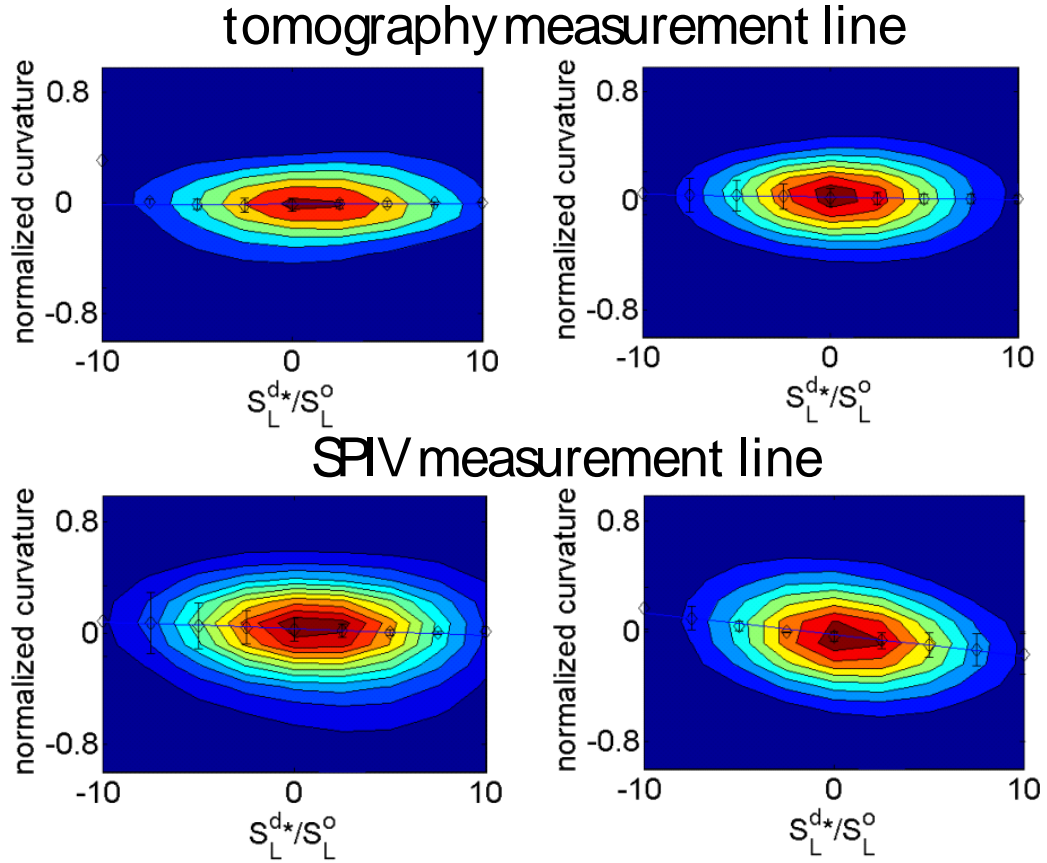 tomography measurement line
normalized curvature
0.8
0
-0.8
-10 0 10
S_L^d*/S_L^o
normalized curvature
0.8
0
-0.8
-10 0 10
S_L^d*/S_L^o
SPIV measurement line
normalized curvature
0.8
0
-0.8
-10 0 10
S_L^d*/S_L^o
normalized curvature
0.8
0
-0.8
-10 0 10
S_L^d*/S_L^o